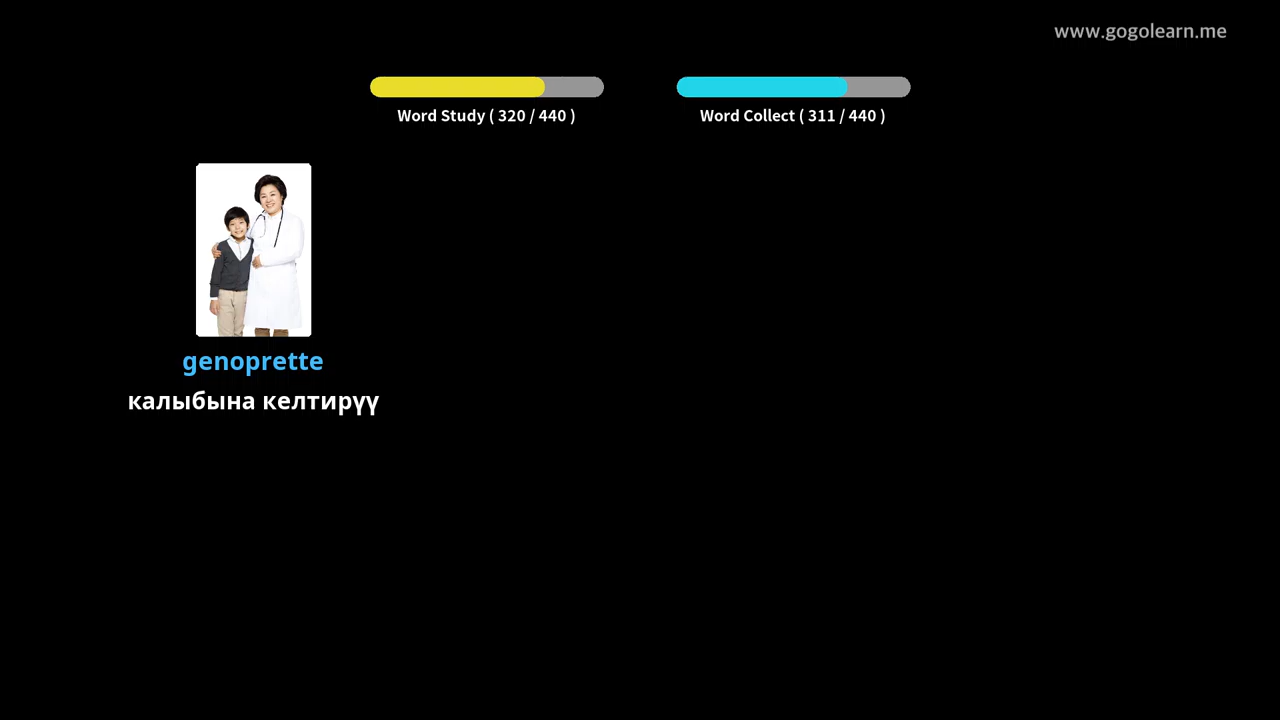 www.gogolearn.me
Word Study ( 320 / 440 )
Word Collect ( 311 / 440 )
genoprette
калыбына келтирүү